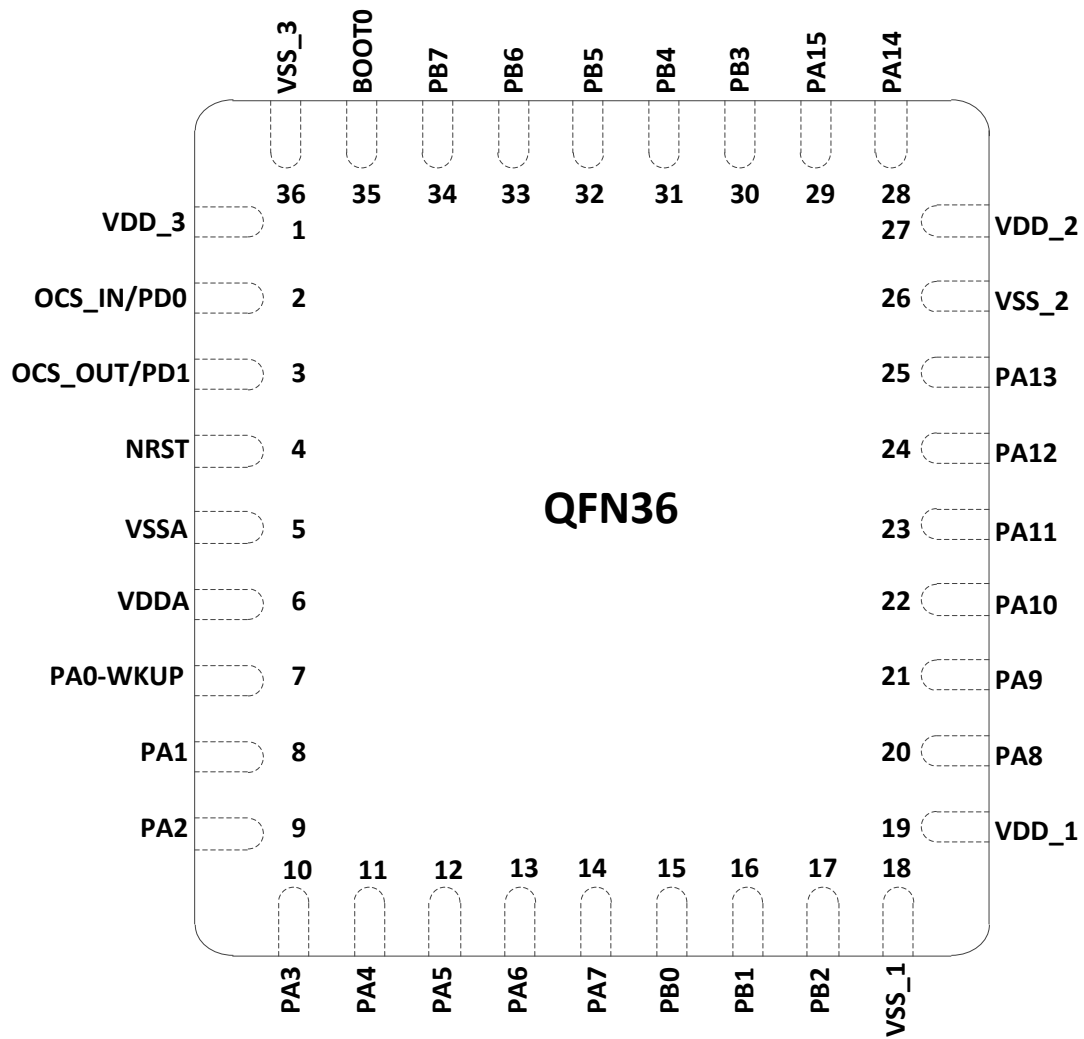 VSS_3
BOOT0
PB7
PB6
PB5
PB4
PB3
PA15
PA14
36 35 34 33 32 31 30 29 28
VDD_3 1
27 VDD_2
OCS_IN/PD0 2
26 VSS_2
OCS_OUT/PD1 3
25 PA13
NRST 4
24 PA12
QFN36
VSSA 5
23 PA11
VDDA 6
22 PA10
PA0-WKUP 7
21 PA9
PA1 8
20 PA8
PA2 9
19 VDD_1
10 11 12 13 14 15 16 17 18
PA3
PA4
PA5
PA6
PA7
PB0
PB1
PB2
VSS_1